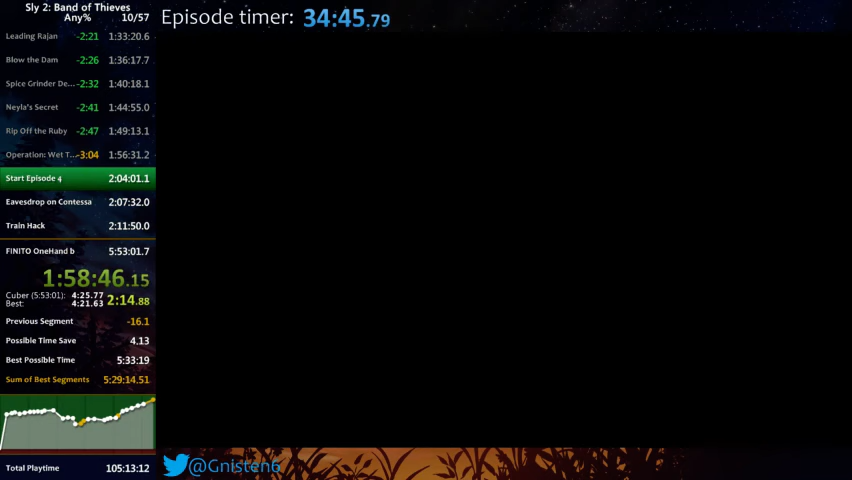 Sly 2: Band of Thieves
Any% 10/57
Episode timer: 34:45.79
Leading Rajan -2:21 1:33:20.6
Blow the Dam -2:26 1:36:17.7
Spice Grinder De... -2:32 1:40:18.1
Neyla's Secret -2:41 1:44:55.0
Rip Off the Ruby -2:47 1:49:13.1
Operation: Wet T... -3:04 1:56:31.2
Start Episode 4 2:04:01.1
Eavesdrop on Contessa 2:07:32.0
Train Hack 2:11:50.0
FINITO OneHand b 5:53:01.7
1:58:46.15
Cuber (5:53:01): 4:25.77 2:14.88
Best: 4:21.63
Previous Segment -16.1
Possible Time Save 4.13
Best Possible Time 5:33:19
Sum of Best Segments 5:29:14.51
Total Playtime 105:13:12
@Gnisten6